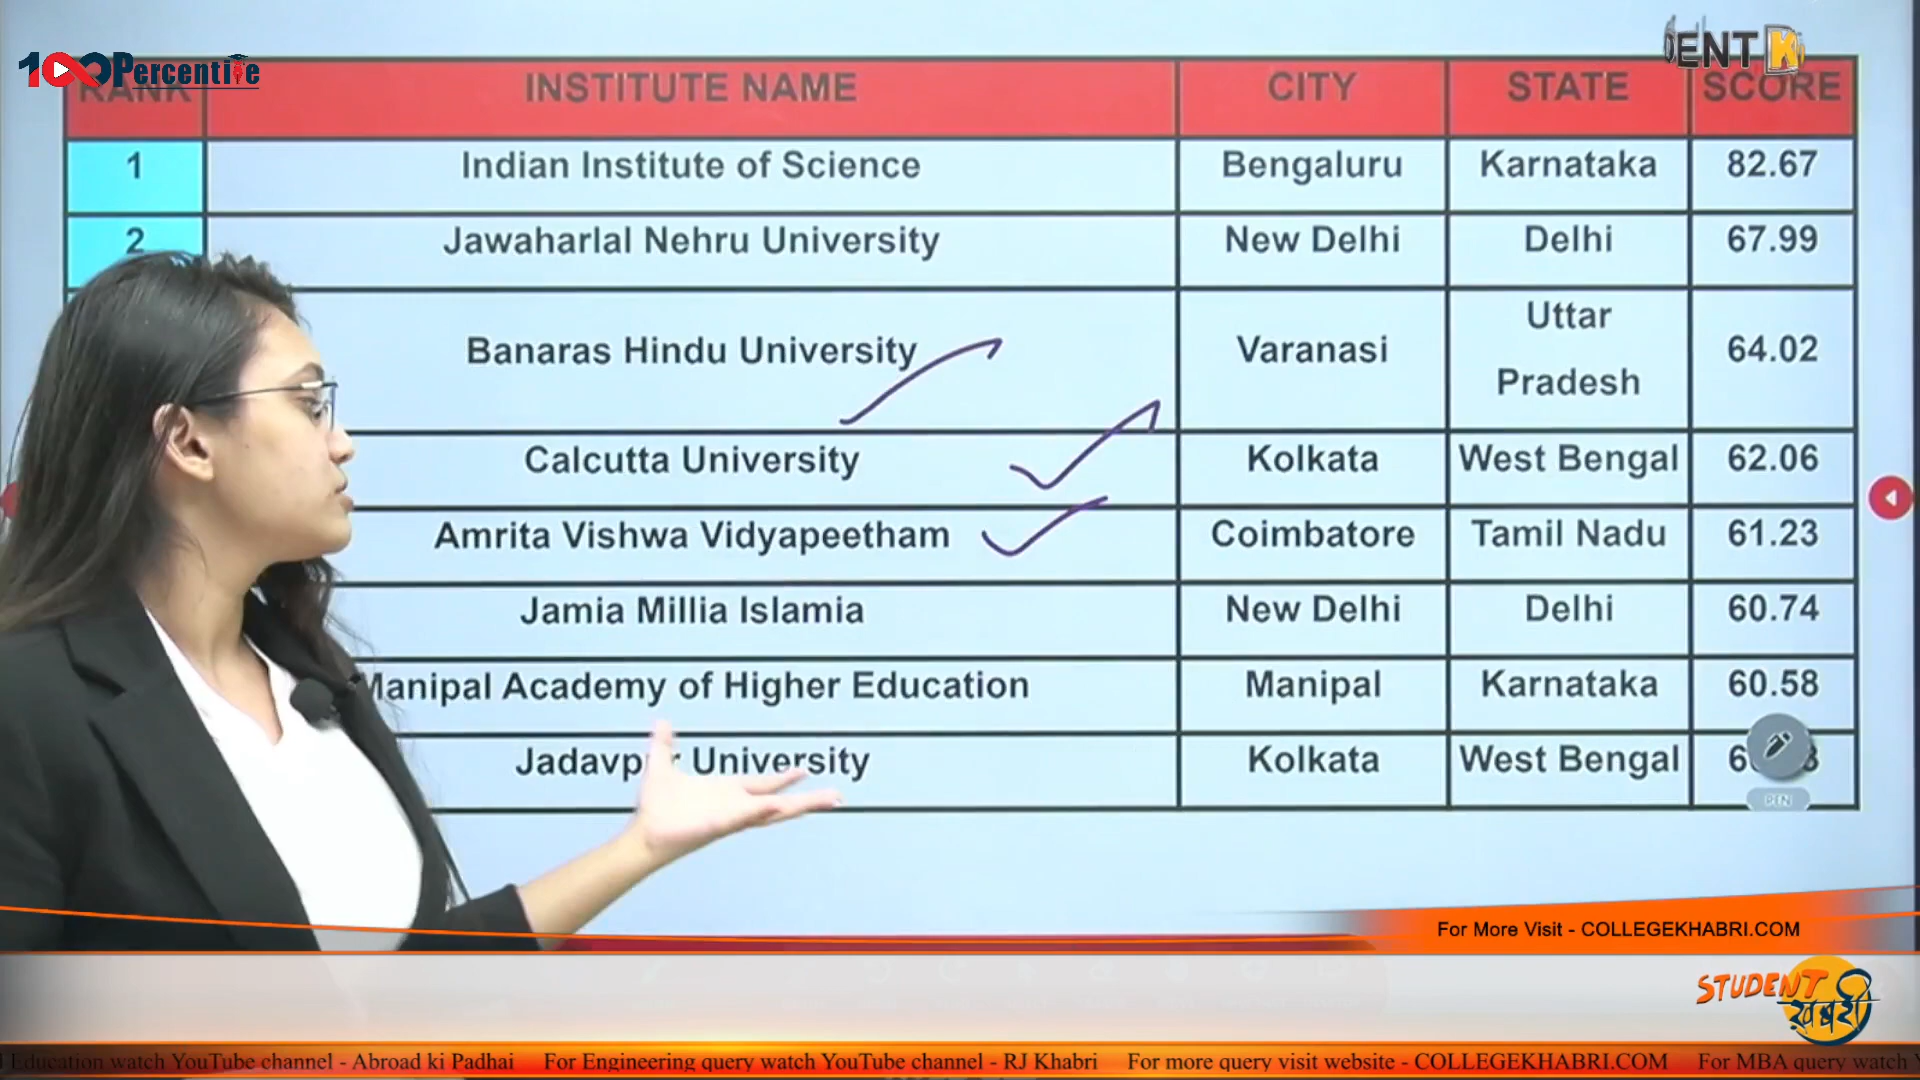 100Percentile
ENT K
RANK INSTITUTE NAME CITY STATE SCORE
1 Indian Institute of Science Bengaluru Karnataka 82.67
2 Jawaharlal Nehru University New Delhi Delhi 67.99
Banaras Hindu University Varanasi Uttar Pradesh 64.02
Calcutta University Kolkata West Bengal 62.06
Amrita Vishwa Vidyapeetham Coimbatore Tamil Nadu 61.23
Jamia Millia Islamia New Delhi Delhi 60.74
Manipal Academy of Higher Education Manipal Karnataka 60.58
Jadavpur University Kolkata West Bengal
PEN
For More Visit - COLLEGEKHABRI.COM
STUDENT
ख़बरी
Education watch YouTube channel - Abroad ki Padhai For Engineering query watch YouTube channel - RJ Khabri For more query visit website - COLLEGEKHABRI.COM For MBA query watch